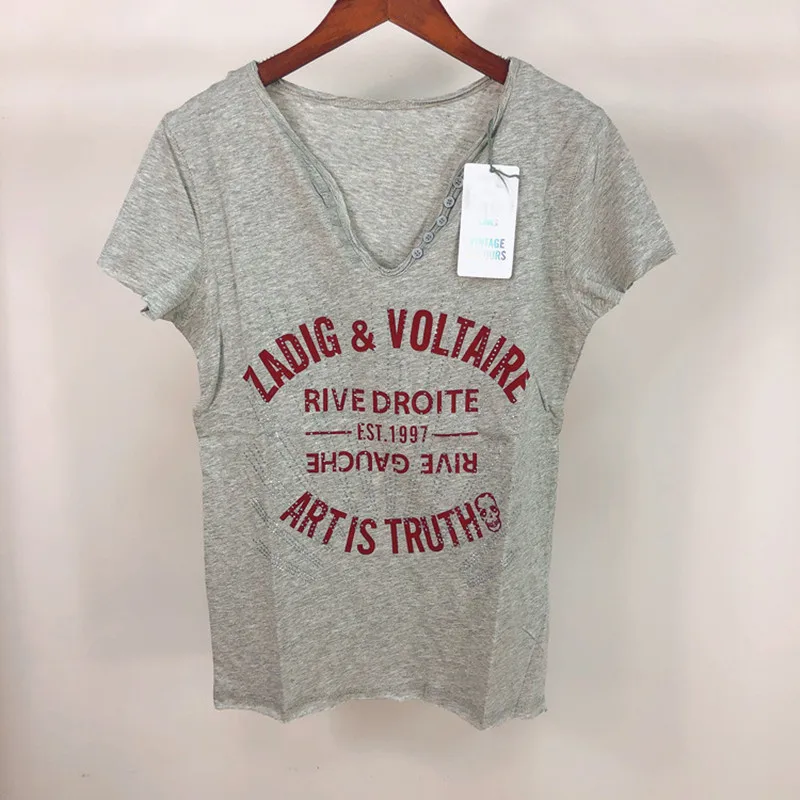 ZADIG & VOLTAIRE
RIVE DROITE
EST.1997
RIVE GAUCHE
ART IS TRUTH